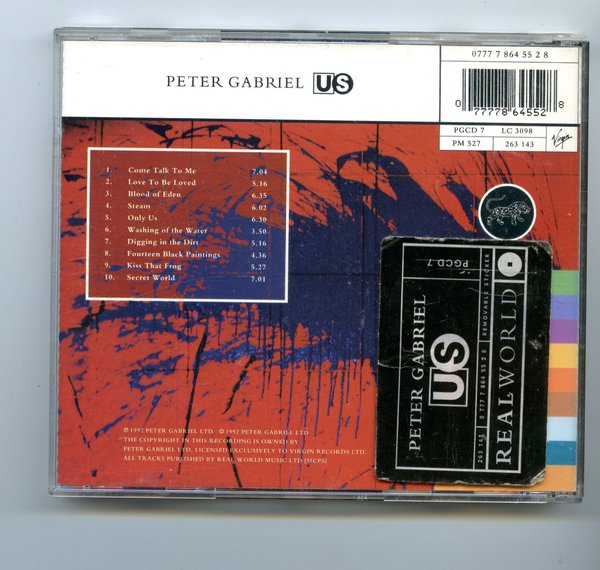 PETER GABRIEL US
0777 7 864 55 2 8
0 77778 64552 8
PGCD 7 LC 3098
PM 527 263 143
Virgin
1. Come Talk To Me 7.04
2. Love To Be Loved 5.16
3. Blood of Eden 6.35
4. Steam 6.02
5. Only Us 6.30
6. Washing of the Water 3.50
7. Digging in the Dirt 5.16
8. Fourteen Black Paintings 4.36
9. Kiss That Frog 5.27
10. Secret World 7.01
℗ 1992 PETER GABRIEL LTD © 1992 PETER GABRIEL LTD
THE COPYRIGHT IN THIS RECORDING IS OWNED BY
PETER GABRIEL LTD, LICENSED EXCLUSIVELY TO VIRGIN RECORDS LTD.
ALL TRACKS PUBLISHED BY REAL WORLD MUSIC LTD (MCPS)
PETER GABRIEL US PGCD 7
263 143 0 777 7 864 55 2 8 REMOVABLE STICKER
REALWORLD